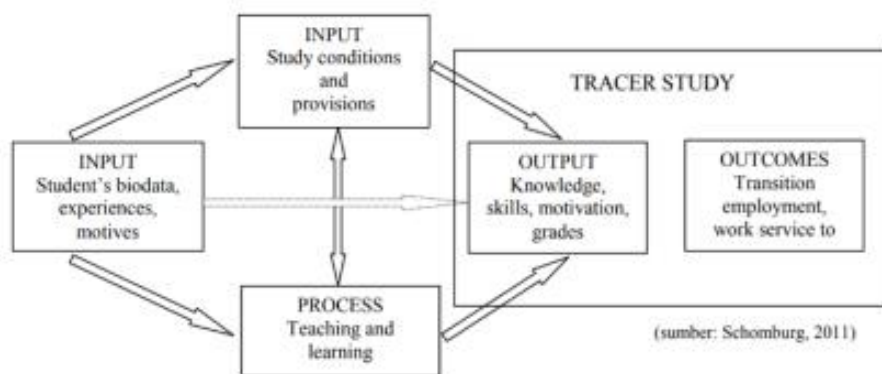 INPUT
Study conditions
and
provisions
TRACER STUDY
INPUT
Student's biodata,
experiences,
motives
OUTPUT
Knowledge,
skills, motivation,
grades
OUTCOMES
Transition
employment,
work service to
PROCESS
Teaching and
learning
(sumber: Schomburg, 2011)